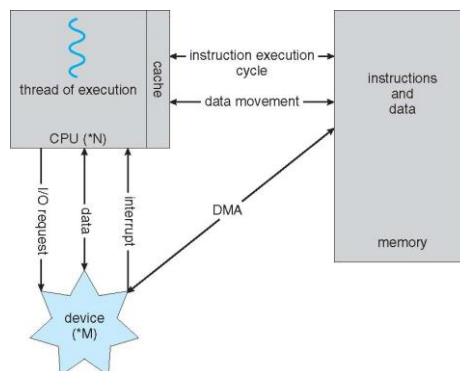 thread of execution
cache
CPU (*N)
instruction execution
cycle
data movement
instructions
and
data
memory
I/O request
data
interrupt
DMA
device
(*M)